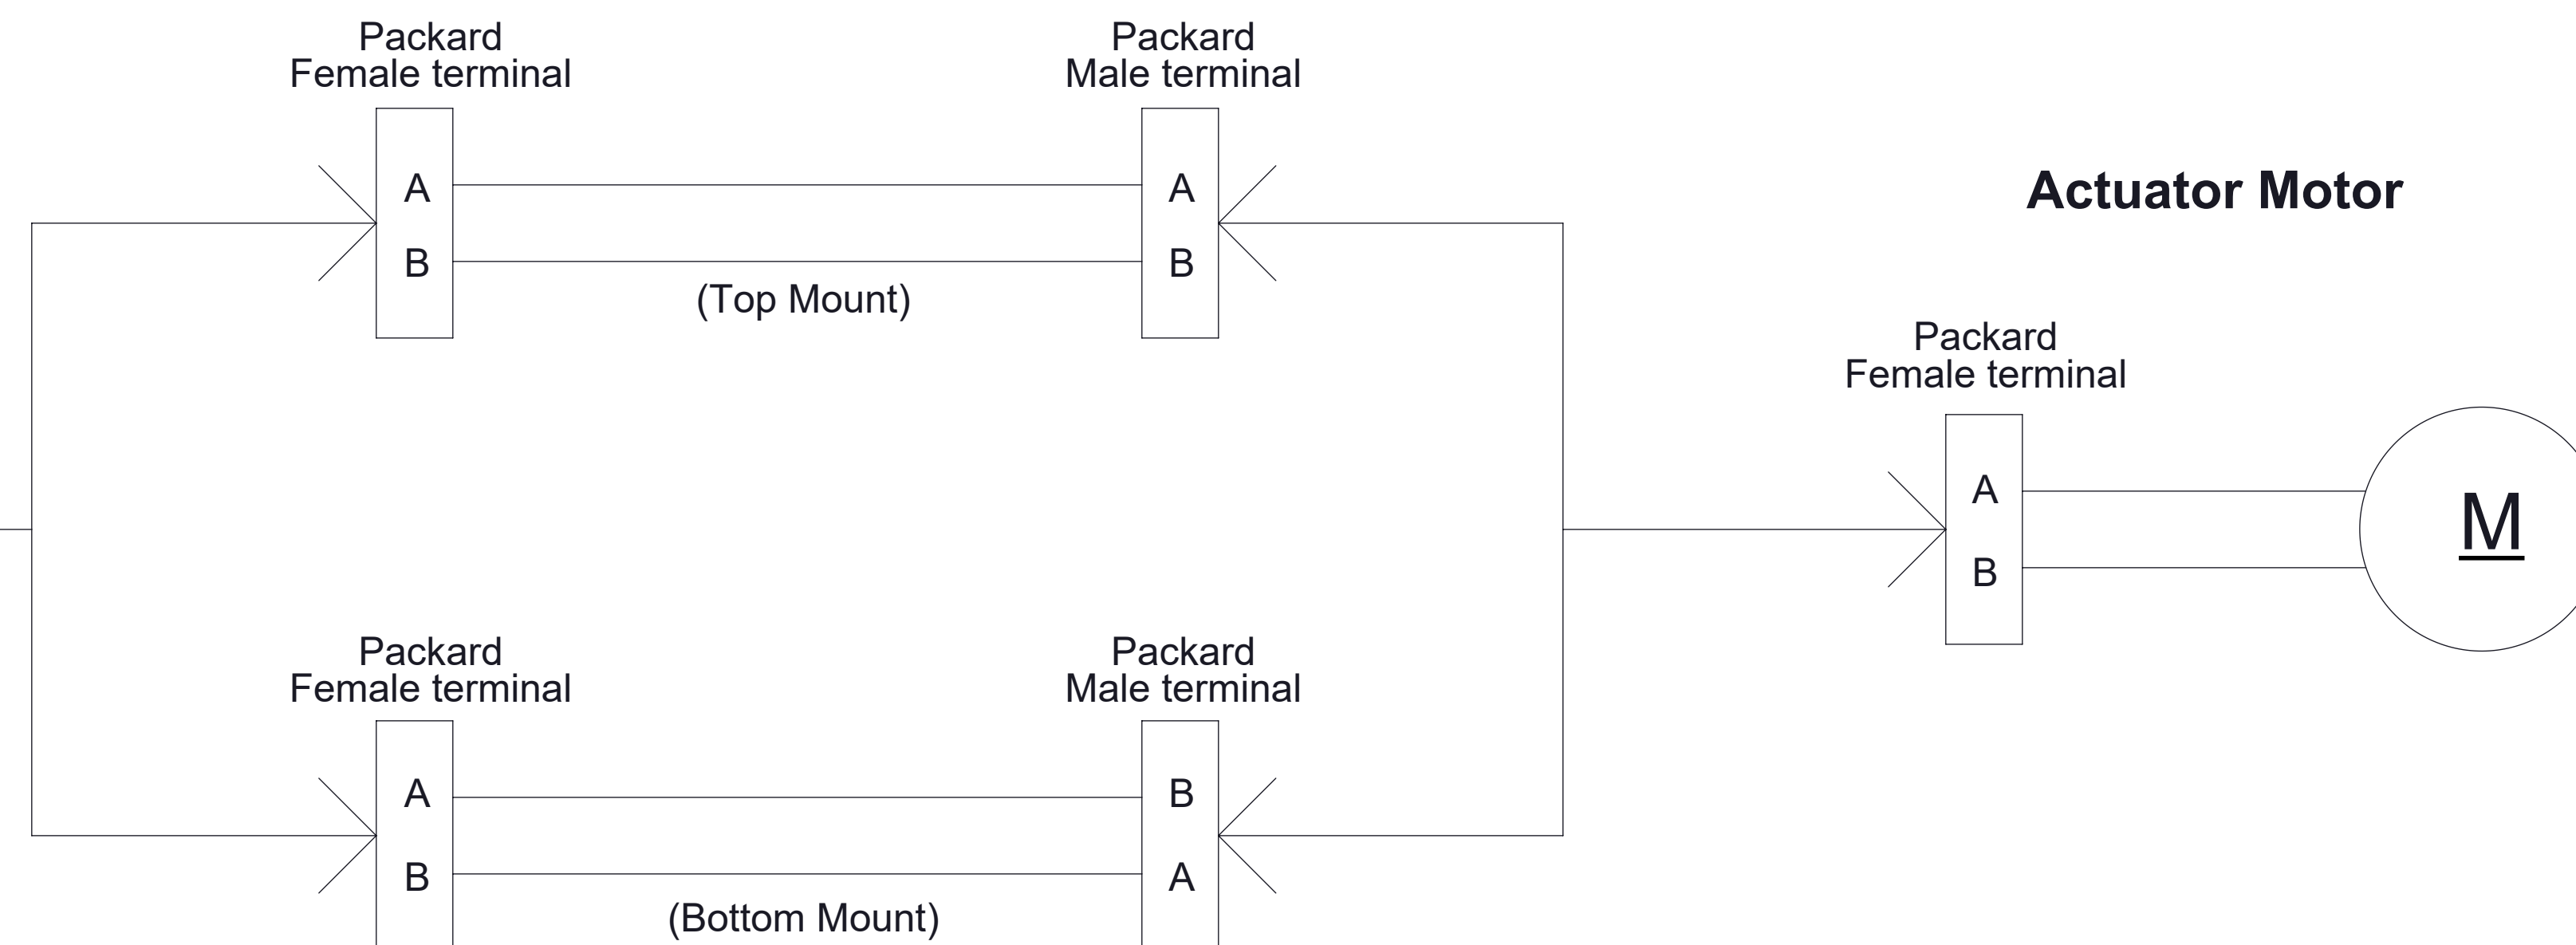 Packard
Female terminal
Packard
Male terminal
A
B
A
B
(Top Mount)
Actuator Motor
Packard
Female terminal
A
B
M
Packard
Female terminal
Packard
Male terminal
A
B
B
A
(Bottom Mount)